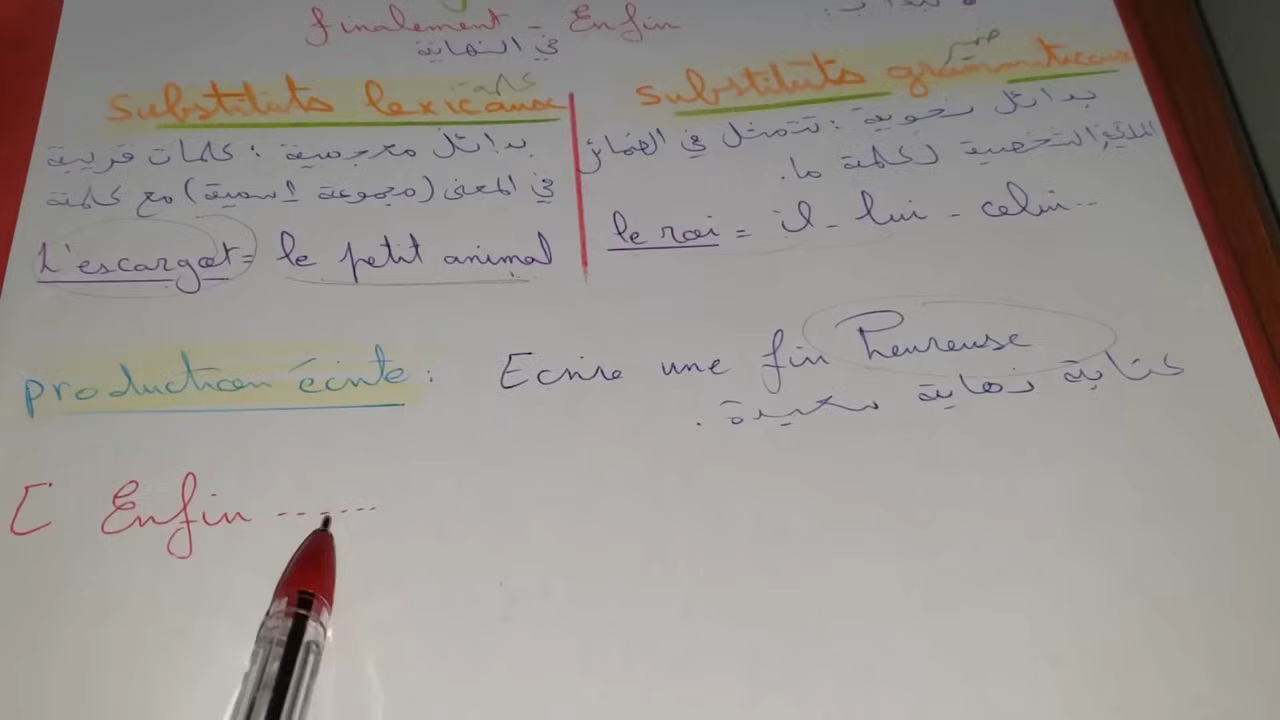 finalement - Enfin
في النهاية
كلمة
substituts lexicaux
بدائل معجمية : كلمات قريبة
في المعنى (مجموعة اسمية) مع كلمة
L'escargot = le petit animal
ضمير
substituts grammaticaux
بدائل نحوية : تتمثل في الضمائر
الشخصية لكلمة ما.
le roi = il - lui - celui...
production écrite : Ecrire une fin heureuse
كتابة نهاية سعيدة .
[ Enfin .......